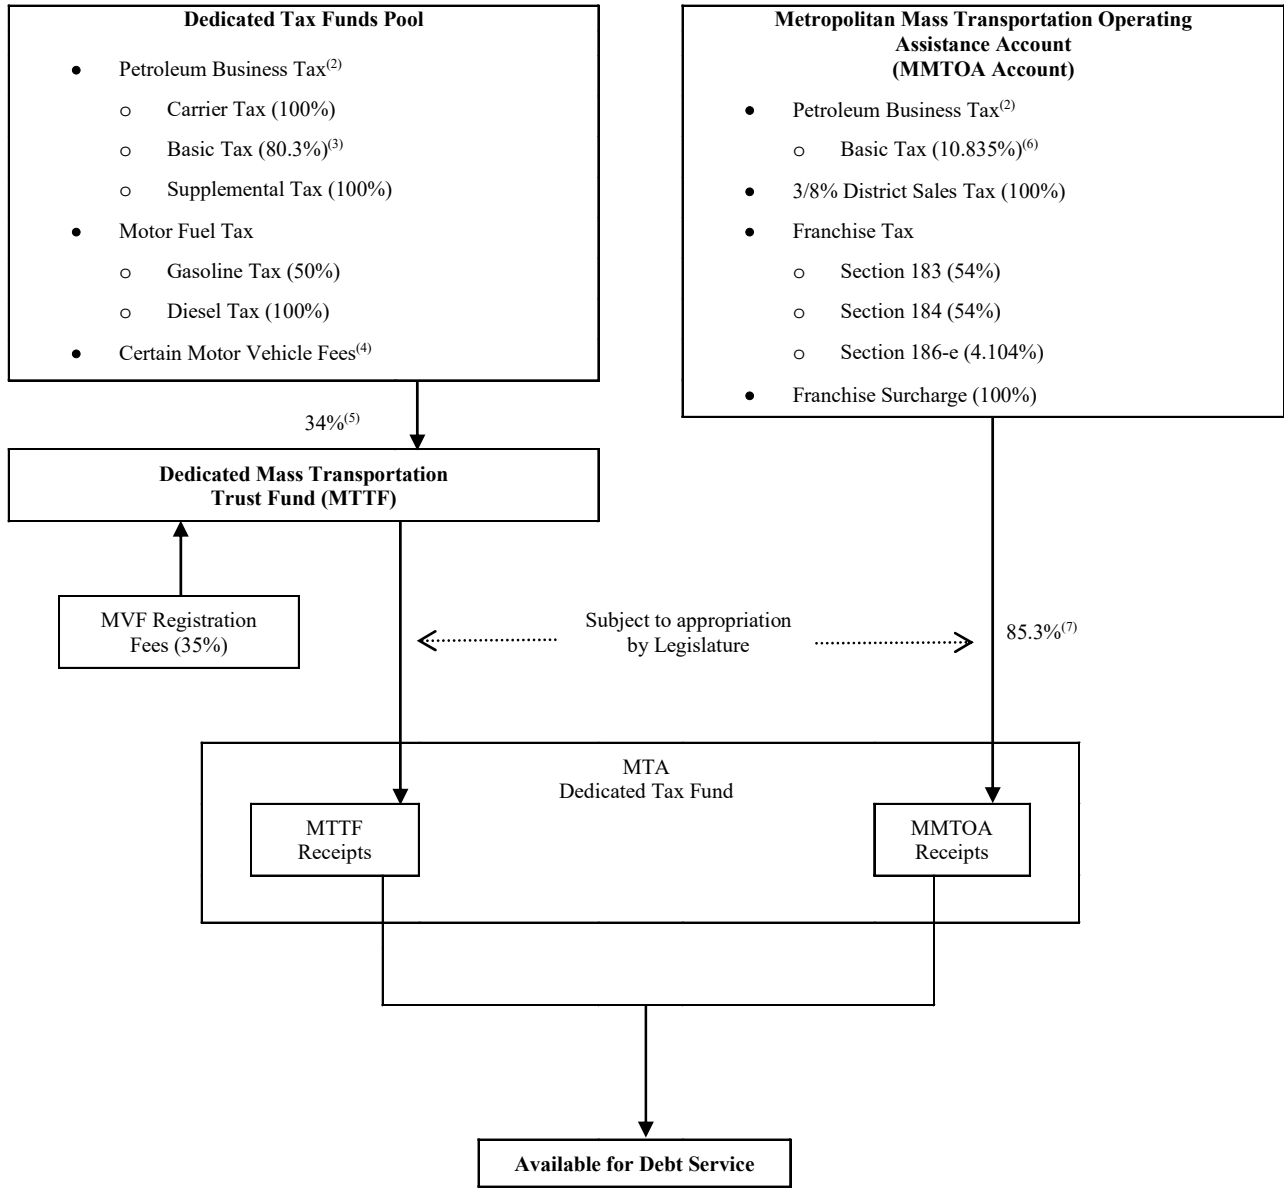 Dedicated Tax Funds Pool
● Petroleum Business Tax(2)
o Carrier Tax (100%)
o Basic Tax (80.3%)(3)
o Supplemental Tax (100%)
● Motor Fuel Tax
o Gasoline Tax (50%)
o Diesel Tax (100%)
● Certain Motor Vehicle Fees(4)
Metropolitan Mass Transportation Operating
Assistance Account
(MMTOA Account)
● Petroleum Business Tax(2)
o Basic Tax (10.835%)(6)
● 3/8% District Sales Tax (100%)
● Franchise Tax
o Section 183 (54%)
o Section 184 (54%)
o Section 186-e (4.104%)
● Franchise Surcharge (100%)
34%(5)
Dedicated Mass Transportation
Trust Fund (MTTF)
MVF Registration
Fees (35%)
Subject to appropriation
by Legislature
85.3%(7)
MTA
Dedicated Tax Fund
MTTF
Receipts
MMTOA
Receipts
Available for Debt Service